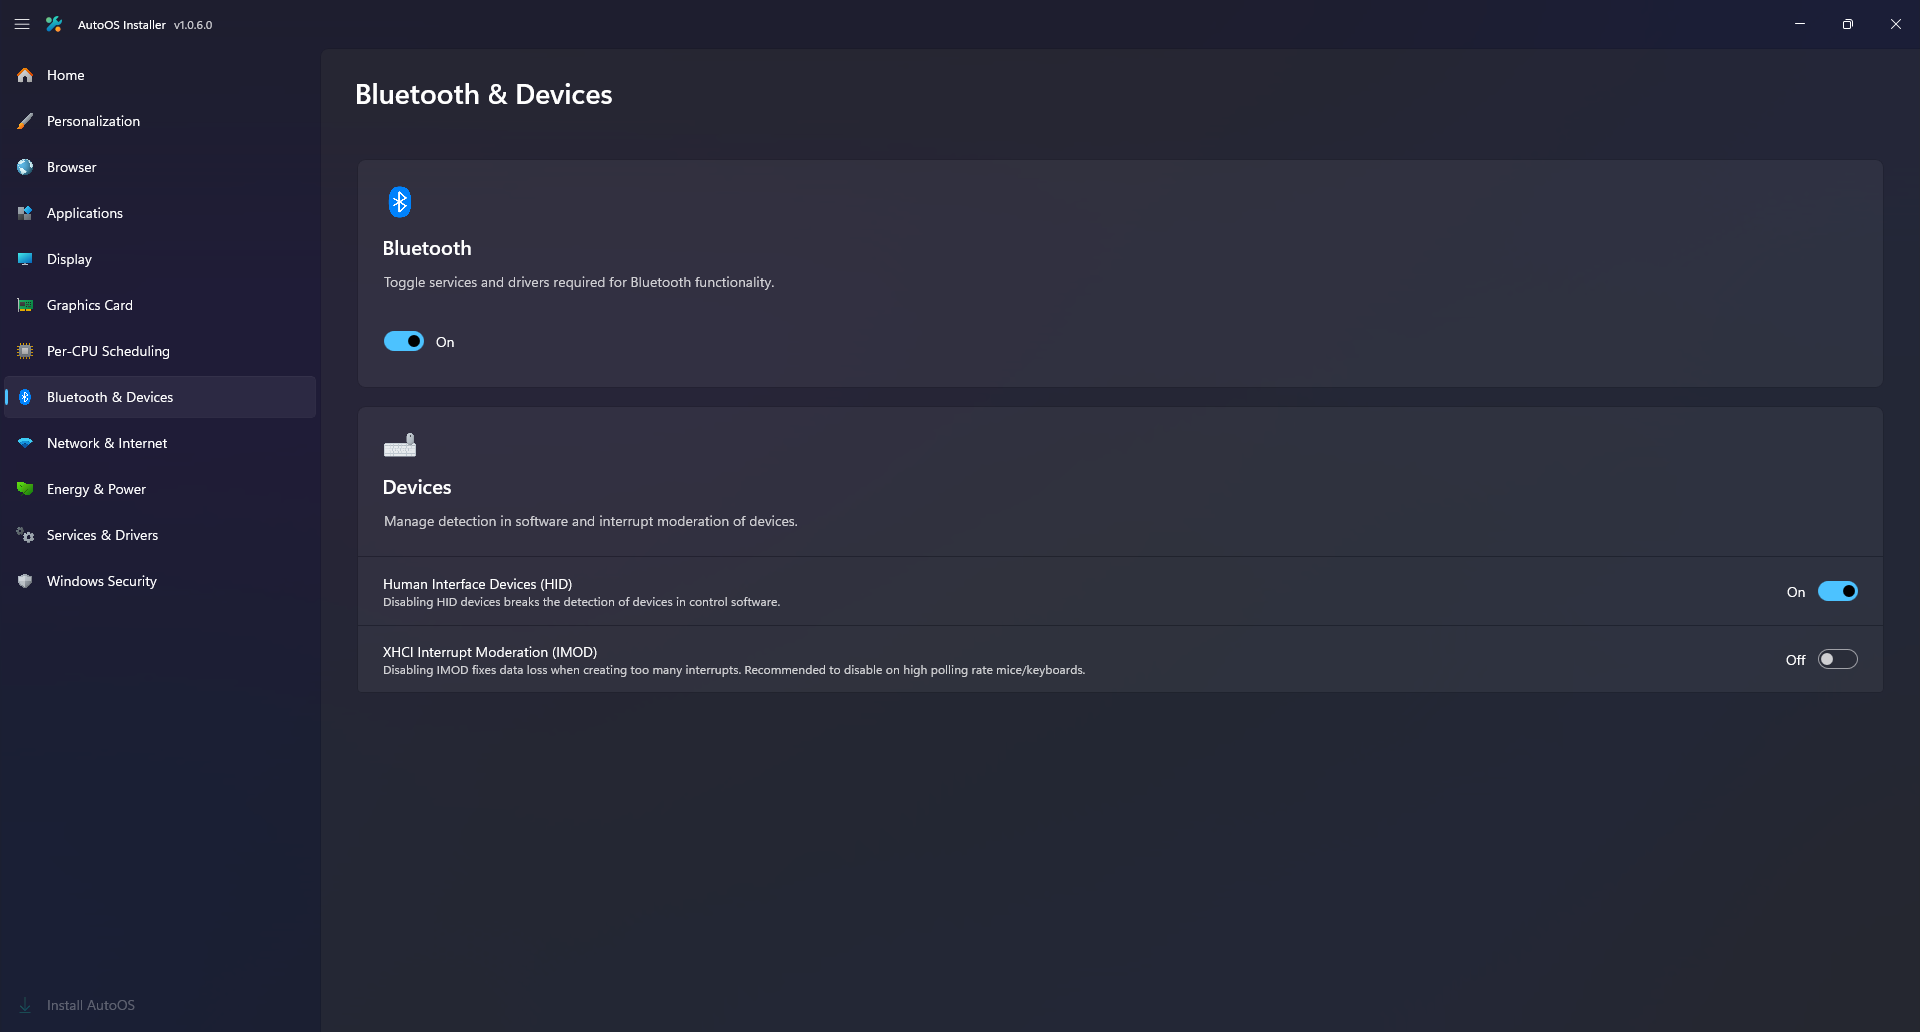 AutoOS Installer v1.0.6.0
Home
Personalization
Browser
Applications
Display
Graphics Card
Per-CPU Scheduling
Bluetooth & Devices
Network & Internet
Energy & Power
Services & Drivers
Windows Security
Install AutoOS
Bluetooth & Devices
Bluetooth
Toggle services and drivers required for Bluetooth functionality.
On
Devices
Manage detection in software and interrupt moderation of devices.
Human Interface Devices (HID)
Disabling HID devices breaks the detection of devices in control software.
On
XHCI Interrupt Moderation (IMOD)
Disabling IMOD fixes data loss when creating too many interrupts. Recommended to disable on high polling rate mice/keyboards.
Off